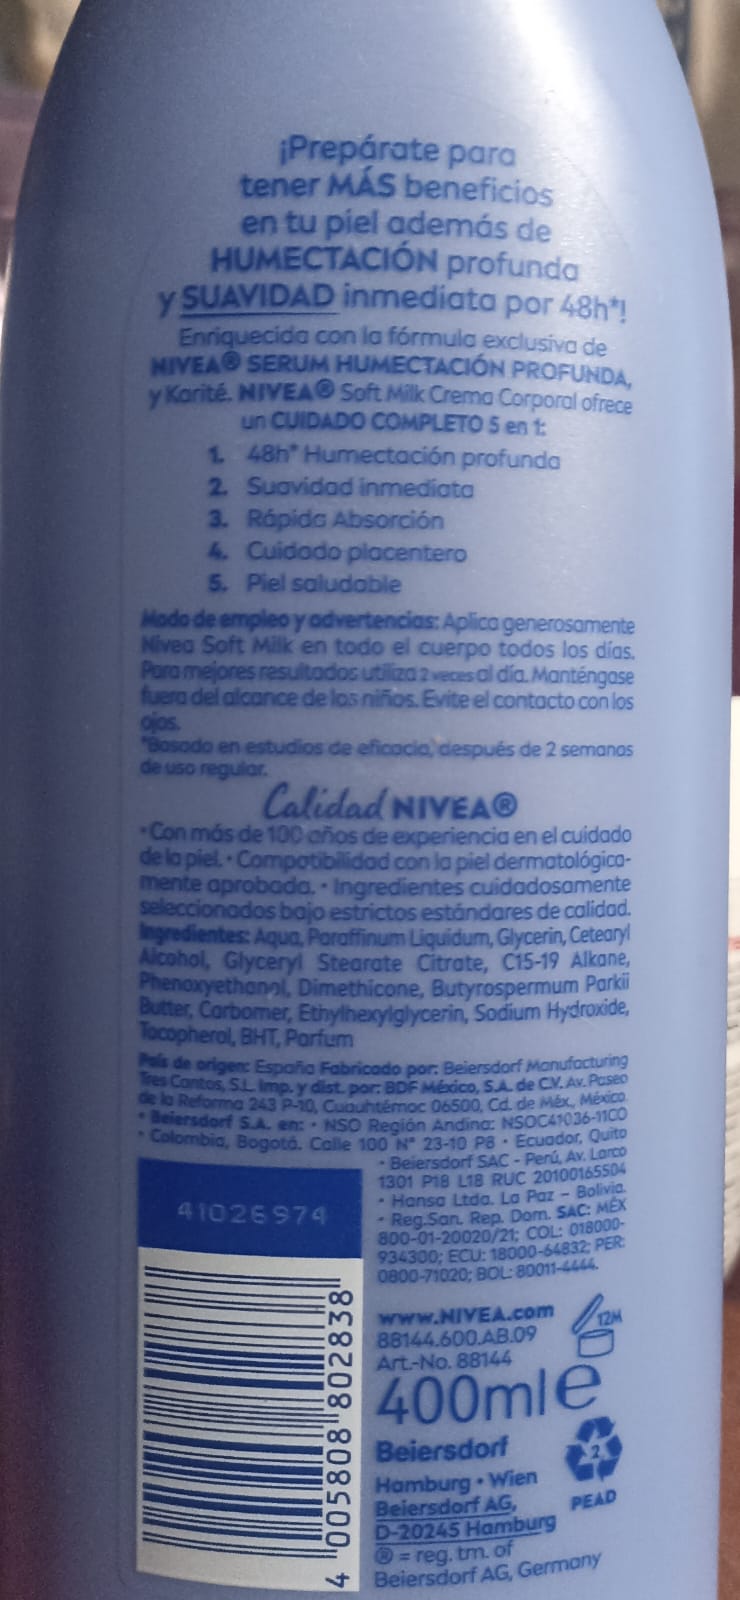 ¡Prepárate para
tener MÁS beneficios
en tu piel además de
HUMECTACIÓN profunda
y SUAVIDAD inmediata por 48h*!
Enriquecida con la fórmula exclusiva de
NIVEA® SERUM HUMECTACIÓN PROFUNDA,
y Karité. NIVEA® Soft Milk Crema Corporal ofrece
un CUIDADO COMPLETO 5 en 1:
1. 48h* Humectación profunda
2. Suavidad inmediata
3. Rápida Absorción
4. Cuidado placentero
5. Piel saludable
Modo de empleo y advertencias: Aplica generosamente
Nivea Soft Milk en todo el cuerpo todos los días.
Para mejores resultados utiliza 2 veces al día. Manténgase
fuera del alcance de los niños. Evite el contacto con los
ojos.
*Basado en estudios de eficacia, después de 2 semanas
de uso regular.
Calidad NIVEA®
•Con más de 100 años de experiencia en el cuidado
de la piel. • Compatibilidad con la piel dermatológica-
mente aprobada. • Ingredientes cuidadosamente
seleccionados bajo estrictos estándares de calidad.
Ingredientes: Aqua, Paraffinum Liquidum, Glycerin, Cetearyl
Alcohol, Glyceryl Stearate Citrate, C15-19 Alkane,
Phenoxyethanol, Dimethicone, Butyrospermum Parkii
Butter, Carbomer, Ethylhexylglycerin, Sodium Hydroxide,
Tocopherol, BHT, Parfum
País de origen: España Fabricado por: Beiersdorf Manufacturing
Tres Cantos, S.L. Imp. y dist. por: BDF México, S.A. de C.V. Av. Paseo
de la Reforma 243 P-10, Cuauhtémoc 06500, Cd. de Méx., México.
• Beiersdorf S.A. en: • NSO Región Andina: NSOC41036-11CO
• Colombia, Bogotá. Calle 100 N° 23-10 P8 • Ecuador, Quito
• Beiersdorf SAC - Perú, Av. Larco
1301 P18 L18 RUC 20100165504
• Hansa Ltda. La Paz – Bolivia.
• Reg.San. Rep. Dom. SAC: MÉX
800-01-20020/21; COL: 018000-
934300; ECU: 18000-64832; PER:
0800-71020; BOL: 80011-4444.
41026974
4 005808 802838
www.NIVEA.com
88144.600.AB.09
Art.-No. 88144
12M
400ml e
Beiersdorf
Hamburg • Wien
Beiersdorf AG,
D-20245 Hamburg
® = reg. tm. of
Beiersdorf AG, Germany
2
PEAD